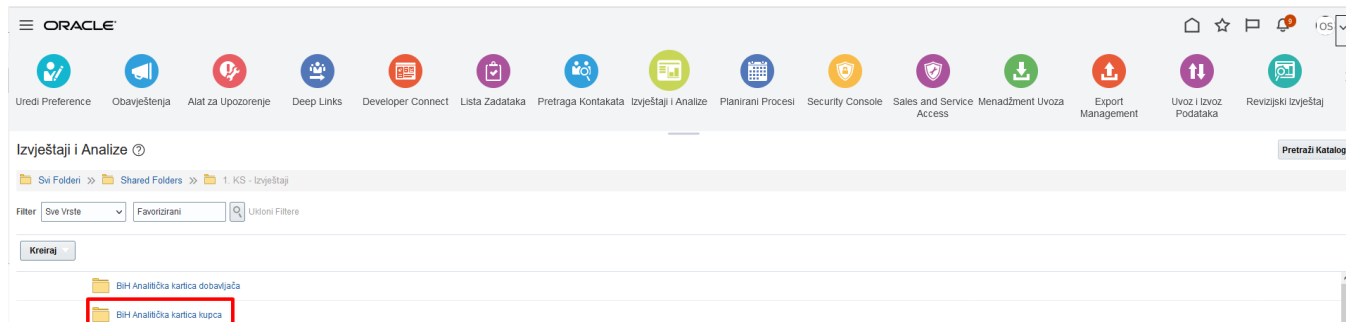 ORACLE
9
OS
Uredi Preference
Obavještenja
Alat za Upozorenje
Deep Links
Developer Connect
Lista Zadataka
Pretraga Kontakata
Izvještaji i Analize
Planirani Procesi
Security Console
Sales and Service
Access
Menadžment Uvoza
Export
Management
Uvoz i Izvoz
Podataka
Revizijski Izvještaj
Izvještaji i Analize
Pretraži Katalog
Svi Folderi » Shared Folders » 1. KS - Izvještaji
Filter Sve Vrste Favorizirani Ukloni Filtere
Kreiraj
BiH Analitička kartica dobavljača
BiH Analitička kartica kupca